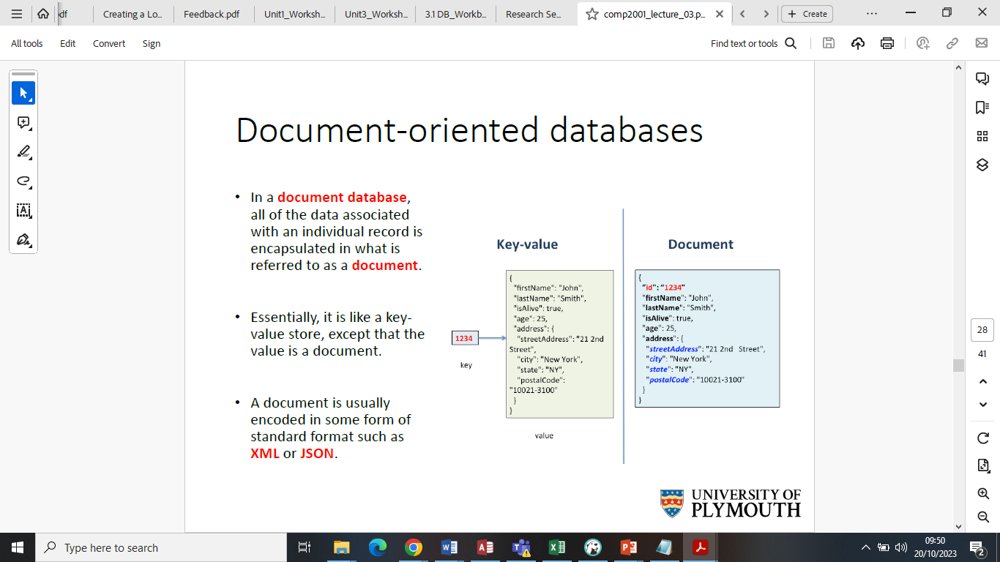 df
Creating a Lo...
Feedback.pdf
Unit1_Worksh...
Unit3_Worksh...
3.1 DB_Workb...
Research Se...
comp2001_lecture_03.p...
Create
All tools
Edit
Convert
Sign
Find text or tools
Document-oriented databases
• In a document database,
all of the data associated
with an individual record is
encapsulated in what is
referred to as a document.
• Essentially, it is like a key-
value store, except that the
value is a document.
• A document is usually
encoded in some form of
standard format such as
XML or JSON.
Key-value
1234
key
{
"firstName": "John",
"lastName": "Smith",
"isAlive": true,
"age": 25,
"address": {
"streetAddress": "21 2nd
Street",
"city": "New York",
"state": "NY",
"postalCode":
"10021-3100"
}
}
value
Document
{
"id": "1234"
"firstName": "John",
"lastName": "Smith",
"isAlive": true,
"age": 25,
"address": {
"streetAddress": "21 2nd Street",
"city": "New York",
"state": "NY",
"postalCode": "10021-3100"
}
}
UNIVERSITY OF
PLYMOUTH
28
41
Type here to search
09:50
20/10/2023
2